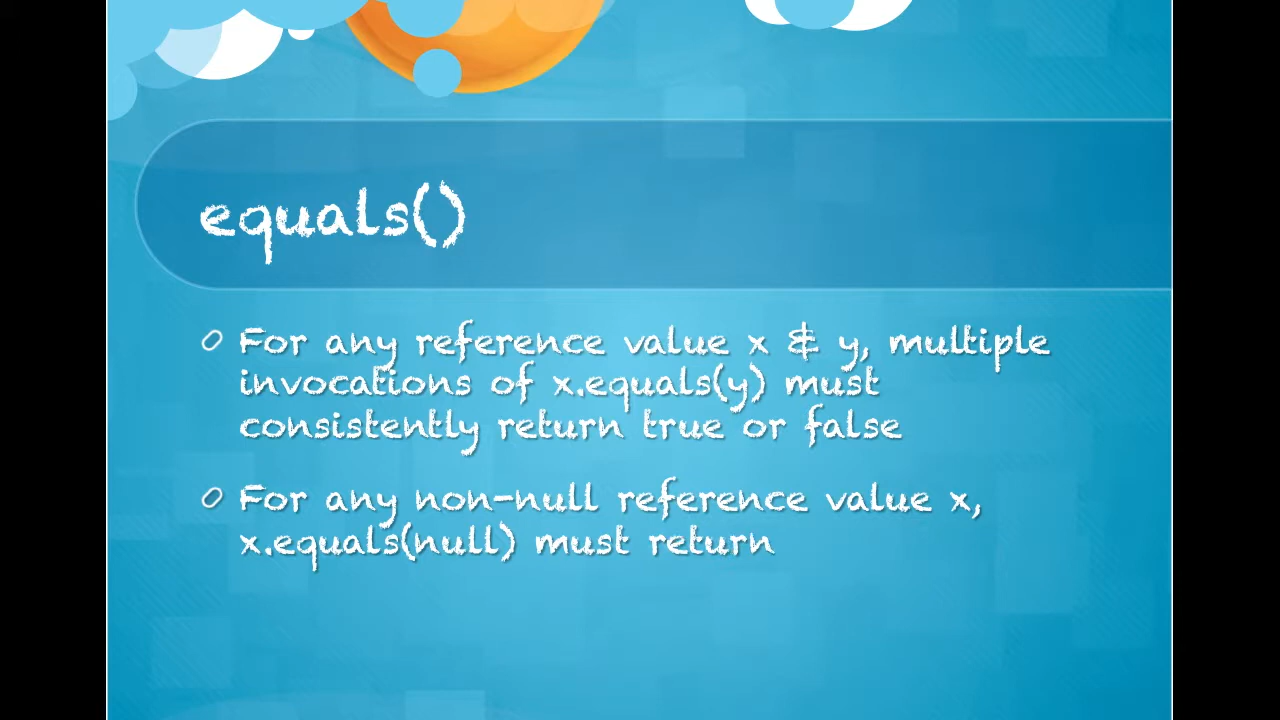 equals()
For any reference value x & y, multiple
invocations of x.equals(y) must
consistently return true or false
For any non-null reference value x,
x.equals(null) must return